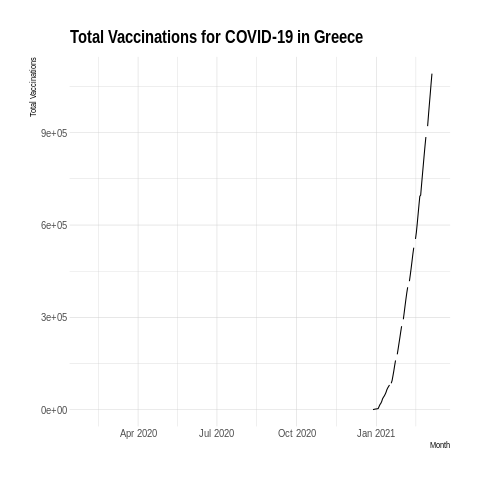 Total Vaccinations for COVID-19 in Greece
Total Vaccinations
9e+05
6e+05
3e+05
0e+00
Apr 2020 Jul 2020 Oct 2020 Jan 2021
Month